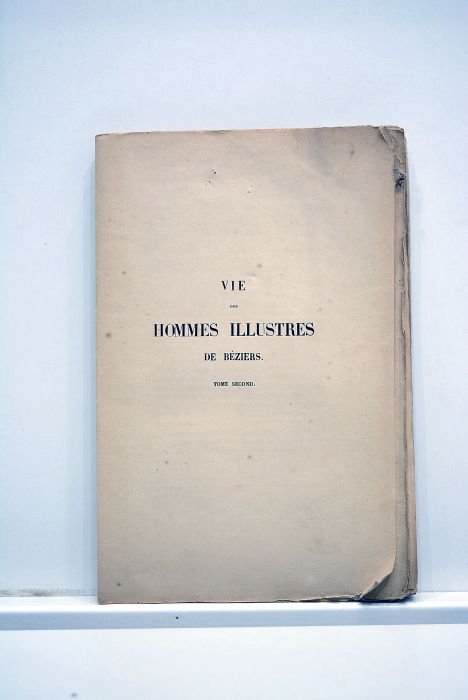 VIE
DES
HOMMES ILLUSTRES
DE BÉZIERS.
TOME SECOND.